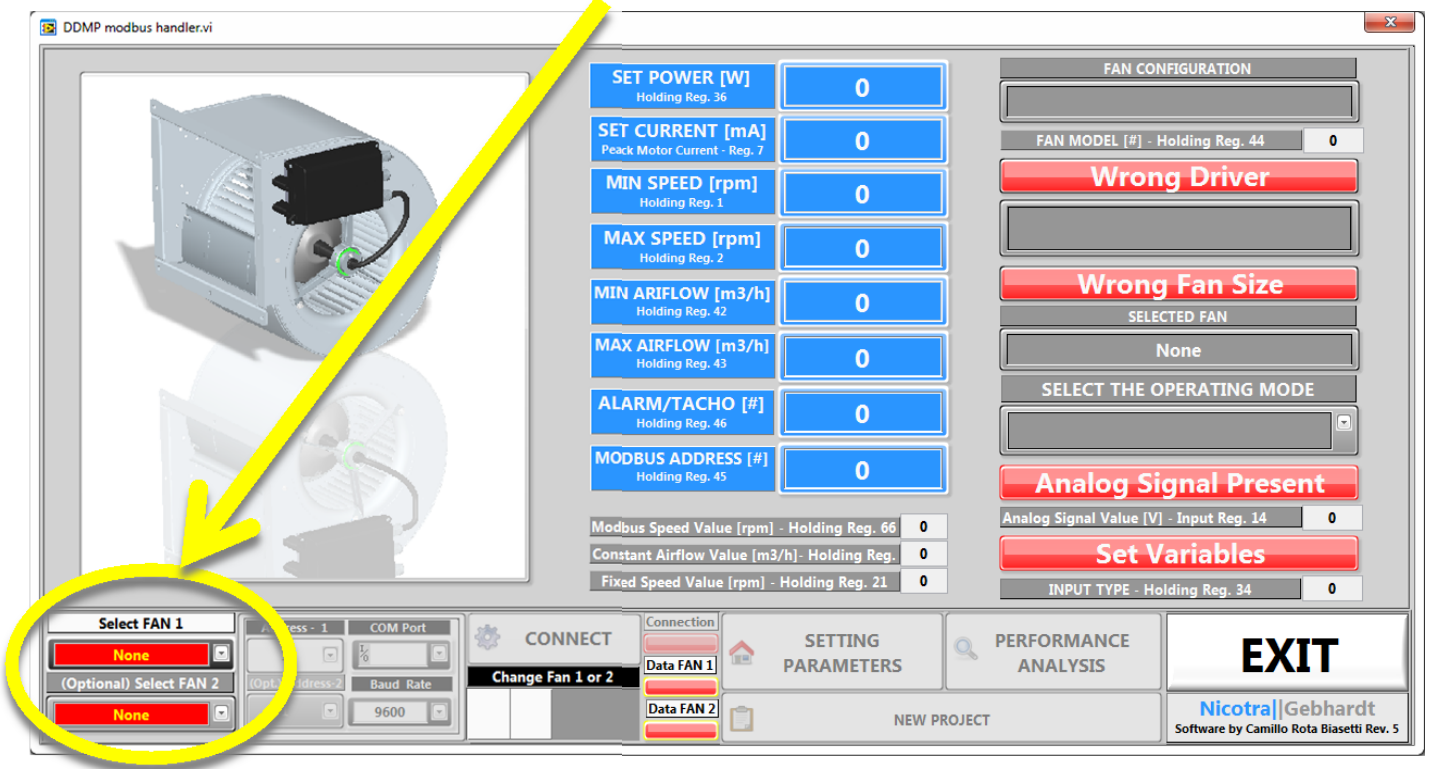 DDMP modbus handler.vi
SET POWER [W]
Holding Reg. 36
0
SET CURRENT [mA]
Peack Motor Current - Reg. 7
0
MIN SPEED [rpm]
Holding Reg. 1
0
MAX SPEED [rpm]
Holding Reg. 2
0
MIN ARIFLOW [m3/h]
Holding Reg. 42
0
MAX AIRFLOW [m3/h]
Holding Reg. 43
0
ALARM/TACHO [#]
Holding Reg. 46
0
MODBUS ADDRESS [#]
Holding Reg. 45
0
Modbus Speed Value [rpm] - Holding Reg. 66 0
Constant Airflow Value [m3/h]- Holding Reg. 0
Fixed Speed Value [rpm] - Holding Reg. 21 0
FAN CONFIGURATION
FAN MODEL [#] - Holding Reg. 44 0
Wrong Driver
Wrong Fan Size
SELECTED FAN
None
SELECT THE OPERATING MODE
Analog Signal Present
Analog Signal Value [V] - Input Reg. 14 0
Set Variables
INPUT TYPE - Holding Reg. 34 0
Select FAN 1
None
(Optional) Select FAN 2
None
- 1
COM Port
Baud Rate
9600
CONNECT
Change Fan 1 or 2
Connection
Data FAN 1
Data FAN 2
SETTING
PARAMETERS
PERFORMANCE
ANALYSIS
NEW PROJECT
EXIT
Nicotra||Gebhardt
Software by Camillo Rota Biasetti Rev. 5